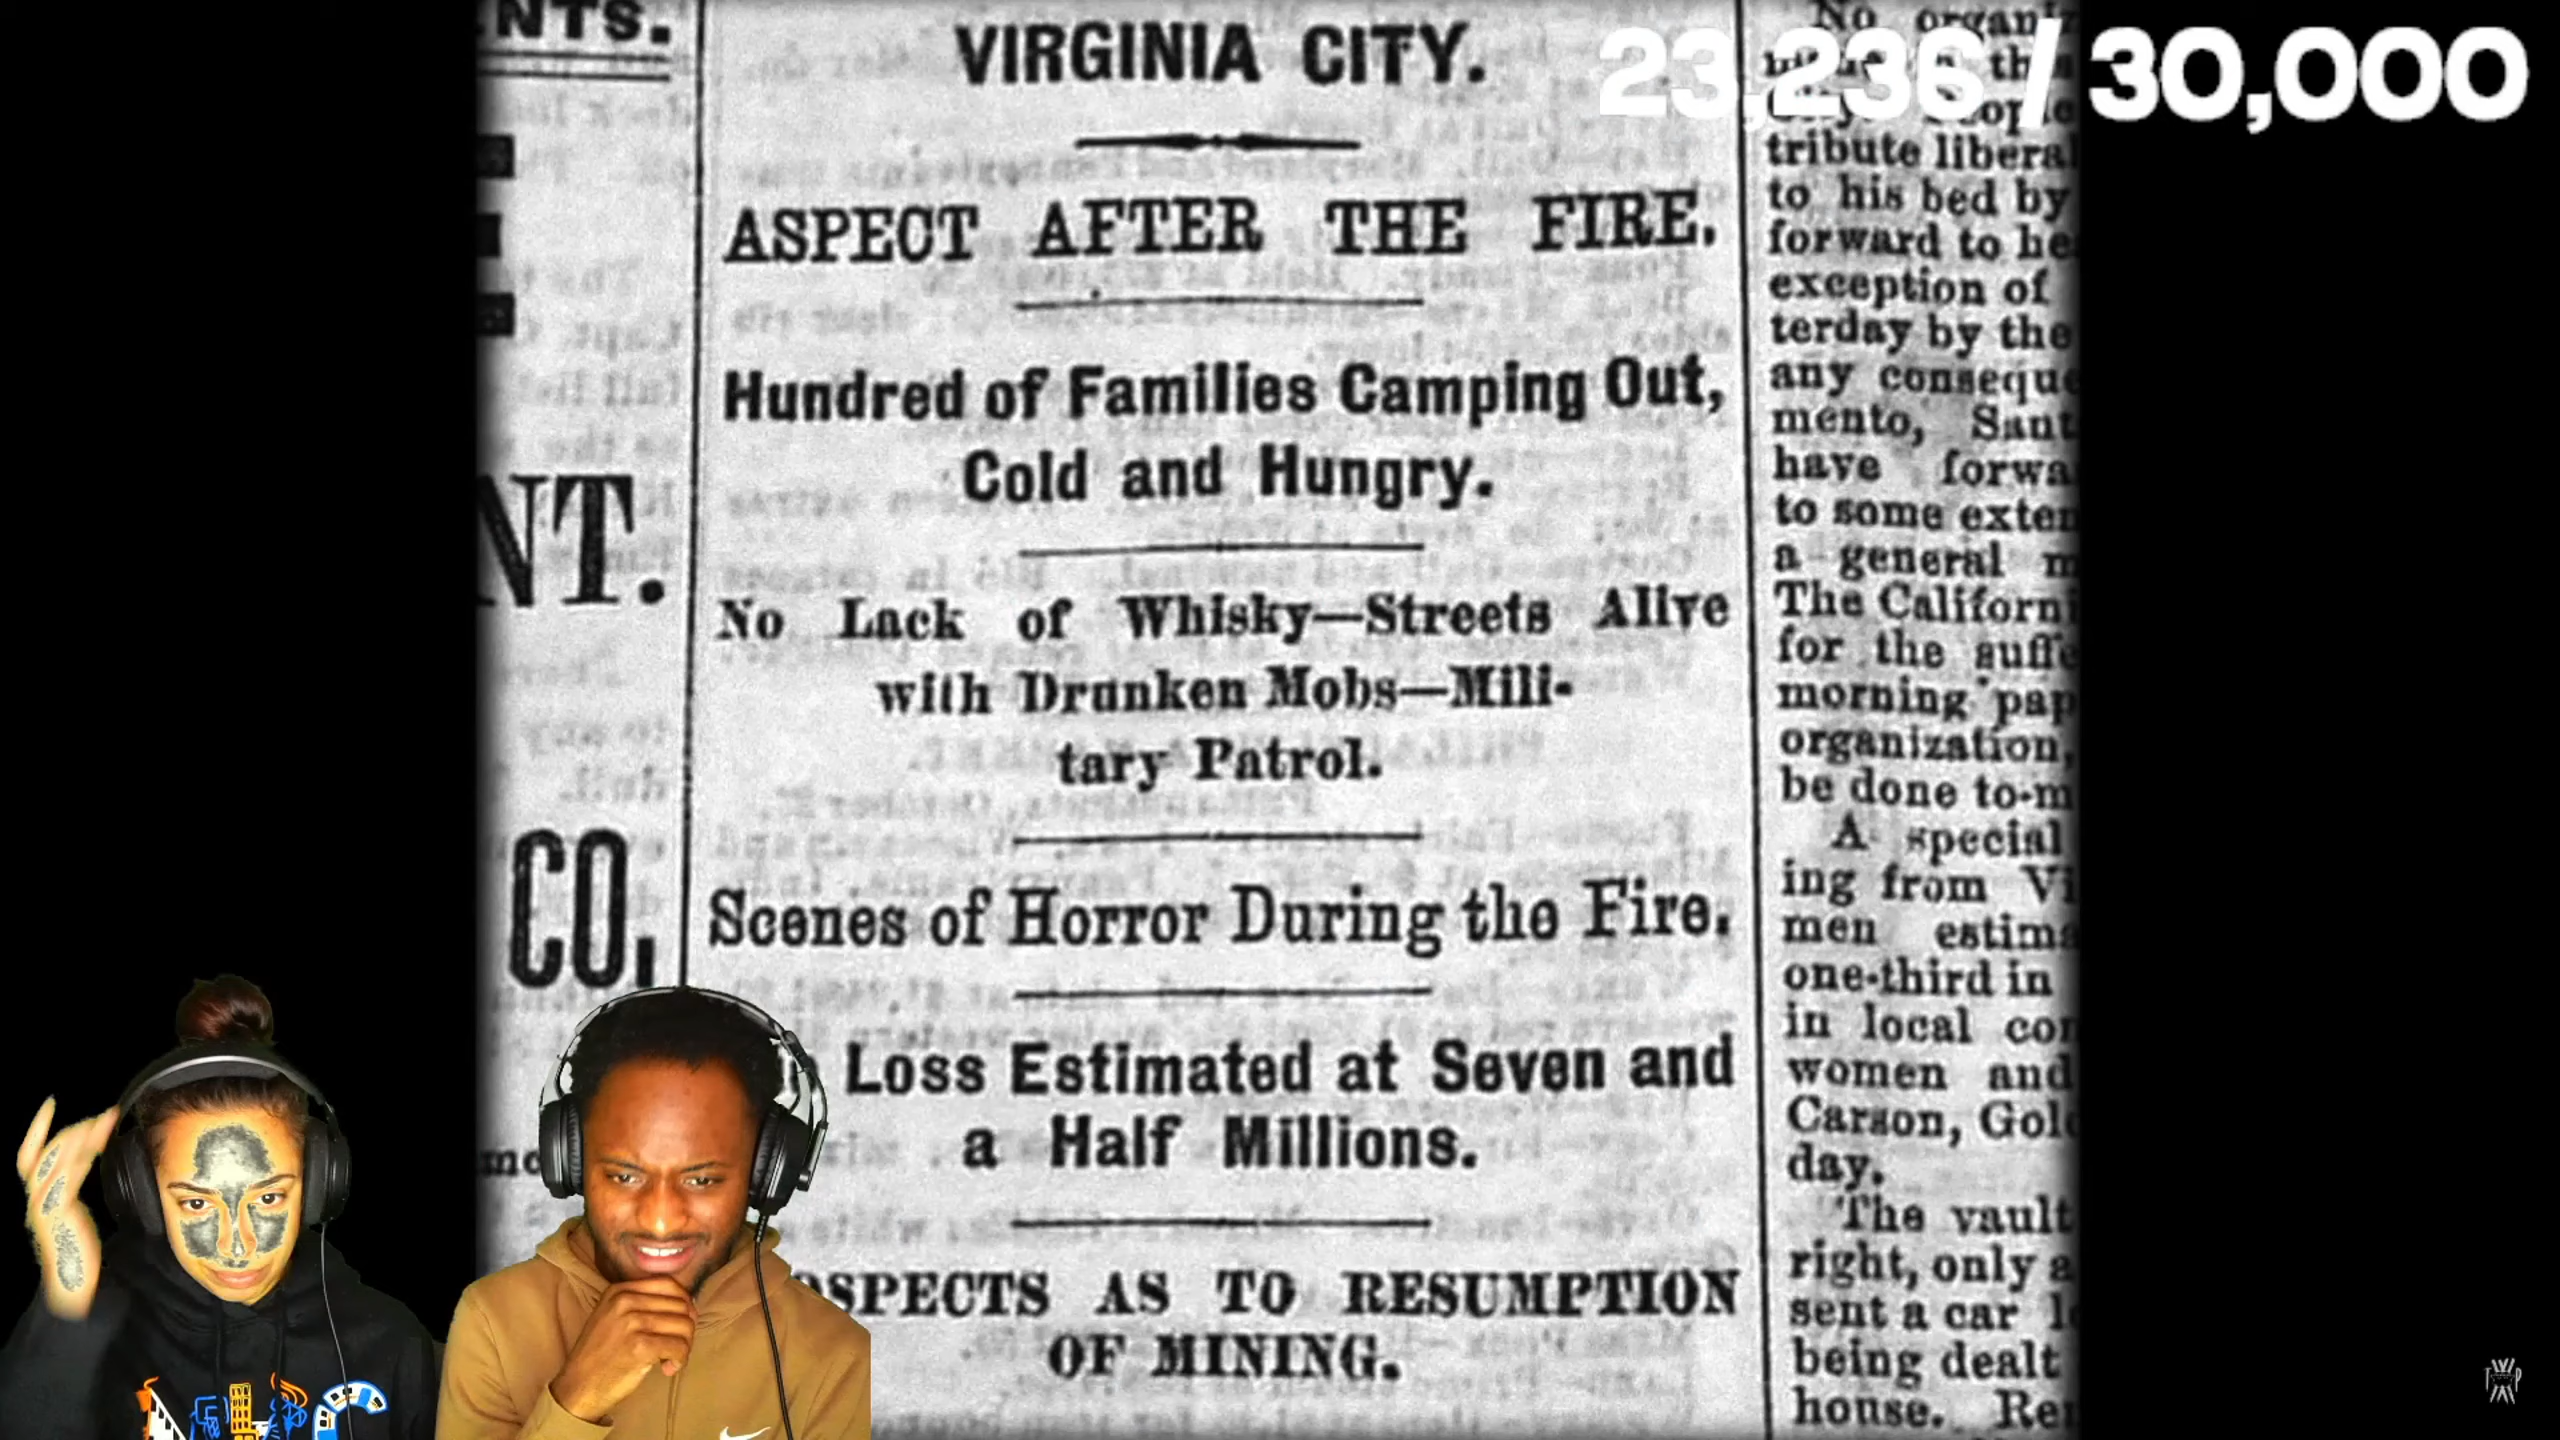 NTS.
NT.
CO.
VIRGINIA CITY.
ASPECT AFTER THE FIRE.
Hundred of Families Camping Out,
Cold and Hungry.
No Lack of Whisky—Streets Alive
with Drunken Mobs—Mili-
tary Patrol.
Scenes of Horror During the Fire.
Loss Estimated at Seven and
a Half Millions.
OSPECTS AS TO RESUMPTION
OF MINING.
23,236 / 30,000
No organi
tribute liberal
to his bed by
forward to he
exception of
terday by the
any conseque
mento, Sant
have forwa
to some exten
a general m
The Californi
for the suffe
morning pap
organization,
be done to-m
A special
ing from Vi
men estima
one-third in
in local con
women and
Carson, Gold
day.
The vault
right, only a
sent a car l
being dealt
house. Re